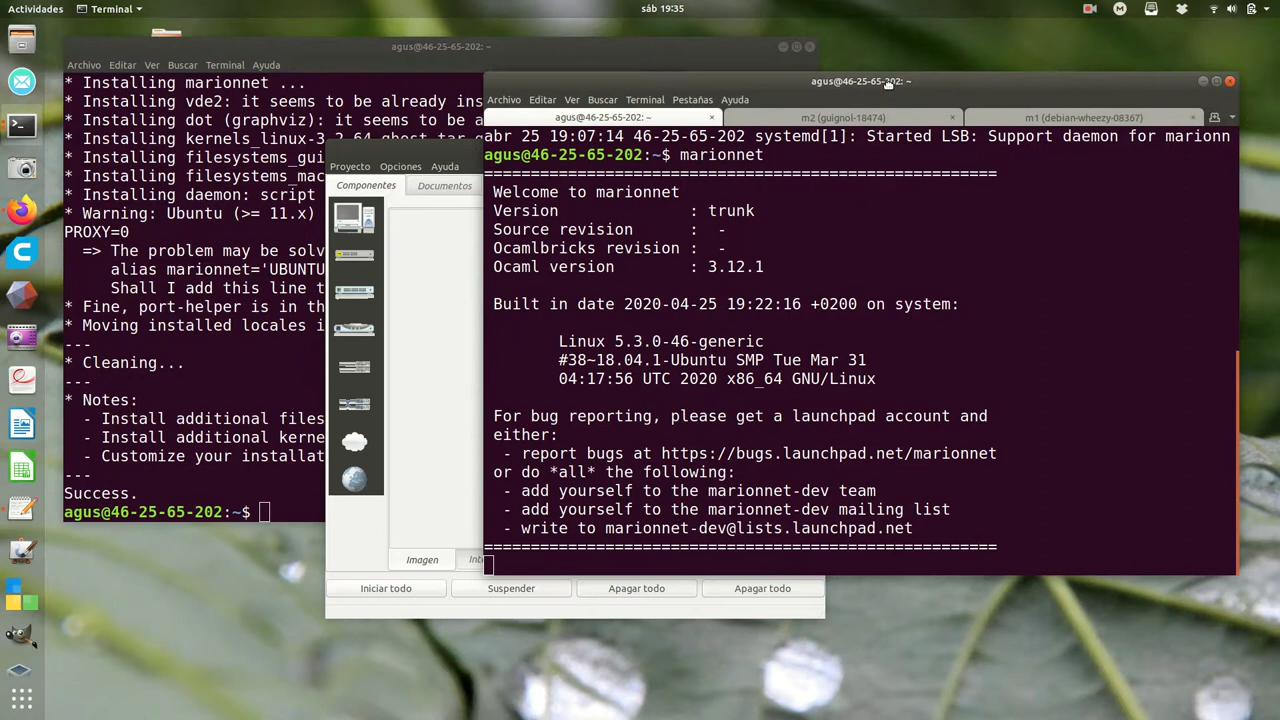 Actividades
Terminal
sáb 19:35
agus@46-25-65-202: ~
Archivo Editar Ver Buscar Terminal Ayuda
* Installing marionnet ...
* Installing vde2: it seems to be already ins
* Installing dot (graphviz): it seems to be a
* Installing kernels_linux-3.2.64-ghost.tar.g
* Installing filesystems_gui
* Installing filesystems_mac
* Installing daemon: script
* Warning: Ubuntu (>= 11.x)
PROXY=0
=> The problem may be solv
alias marionnet='UBUNTU
Shall I add this line t
* Fine, port-helper is in th
* Moving installed locales i
---
* Cleaning...
---
* Notes:
- Install additional files
- Install additional kerne
- Customize your installat
---
Success.
agus@46-25-65-202:~$
Proyecto Opciones Ayuda
Componentes Documentos
Imagen Int
Iniciar todo Suspender Apagar todo Apagar todo
agus@46-25-65-202: ~
Archivo Editar Ver Buscar Terminal Pestañas Ayuda
agus@46-25-65-202: ~ × m2 (guignol-18474) × m1 (debian-wheezy-08367) ×
abr 25 19:07:14 46-25-65-202 systemd[1]: Started LSB: Support daemon for marionn
agus@46-25-65-202:~$ marionnet
======================================================
Welcome to marionnet
Version : trunk
Source revision : -
Ocamlbricks revision : -
Ocaml version : 3.12.1
Built in date 2020-04-25 19:22:16 +0200 on system:
Linux 5.3.0-46-generic
#38~18.04.1-Ubuntu SMP Tue Mar 31
04:17:56 UTC 2020 x86_64 GNU/Linux
For bug reporting, please get a launchpad account and
either:
- report bugs at https://bugs.launchpad.net/marionnet
or do *all* the following:
- add yourself to the marionnet-dev team
- add yourself to the marionnet-dev mailing list
- write to marionnet-dev@lists.launchpad.net
======================================================